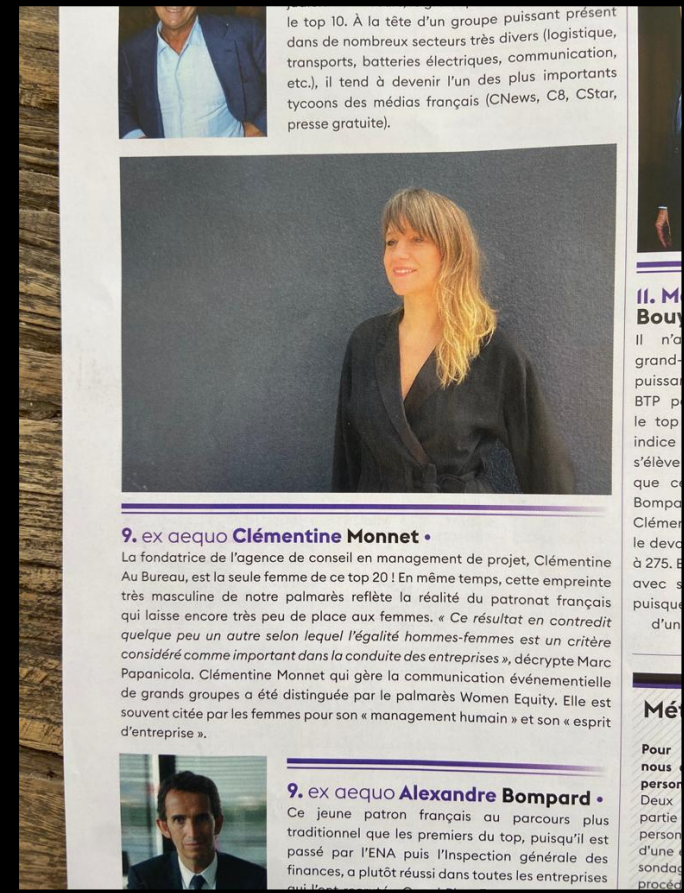 le top 10. À la tête d'un groupe puissant présent
dans de nombreux secteurs très divers (logistique,
transports, batteries électriques, communication,
etc.), il tend à devenir l'un des plus importants
tycoons des médias français (CNews, C8, CStar,
presse gratuite).
9. ex aequo Clémentine Monnet •
La fondatrice de l'agence de conseil en management de projet, Clémentine
Au Bureau, est la seule femme de ce top 20 ! En même temps, cette empreinte
très masculine de notre palmarès reflète la réalité du patronat français
qui laisse encore très peu de place aux femmes. « Ce résultat en contredit
quelque peu un autre selon lequel l'égalité hommes-femmes est un critère
considéré comme important dans la conduite des entreprises », décrypte Marc
Papanicola. Clémentine Monnet qui gère la communication événementielle
de grands groupes a été distinguée par le palmarès Women Equity. Elle est
souvent citée par les femmes pour son « management humain » et son « esprit
d'entreprise ».
9. ex aequo Alexandre Bompard •
Ce jeune patron français au parcours plus
traditionnel que les premiers du top, puisqu'il est
passé par l'ENA puis l'Inspection générale des
finances, a plutôt réussi dans toutes les entreprises
11. M
Bouy
Il n'a
grand-
puissa
BTP p
le top
indice
s'élève
que c
Bompa
Clémen
le devo
à 275. E
avec s
puisque
d'un
Mét
Pour
nous
person
Deux
partie
person
d'une
sondag
procéd